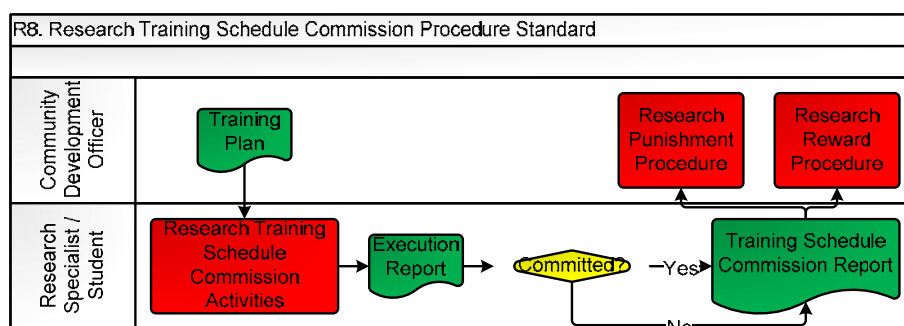 R8. Research Training Schedule Commission Procedure Standard
Community
Development
Officer
Training
Plan
Research
Punishment
Procedure
Research
Reward
Procedure
Research
Specialist /
Student
Research Training
Schedule
Commission
Activities
Execution
Report
Committed?
Yes
Training Schedule
Commission Report
No